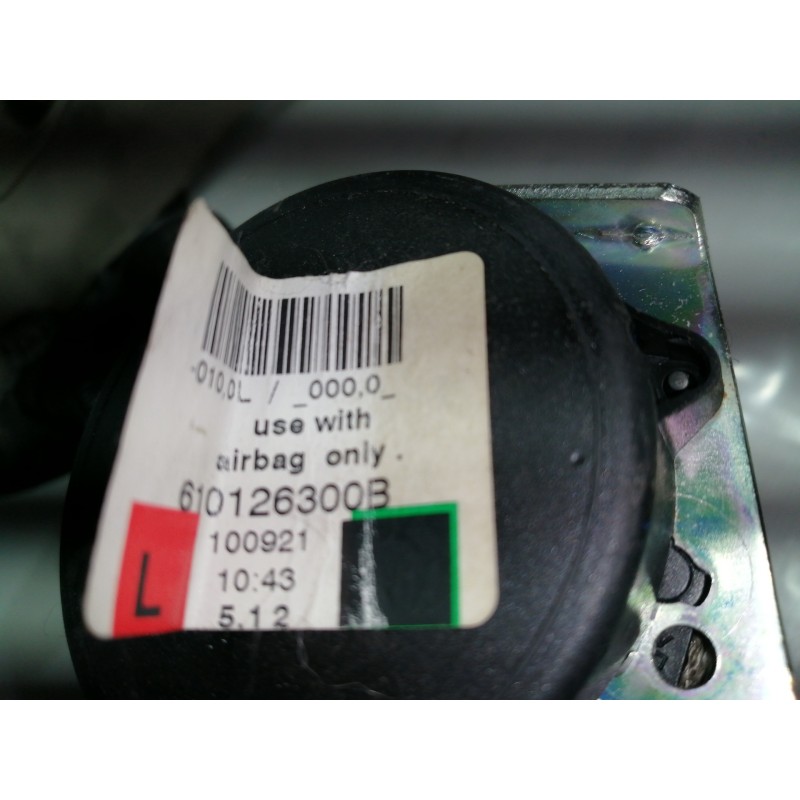 -010,0L / _000,0_
use with
airbag only.
610126300B
100921
10:43
5.12
L